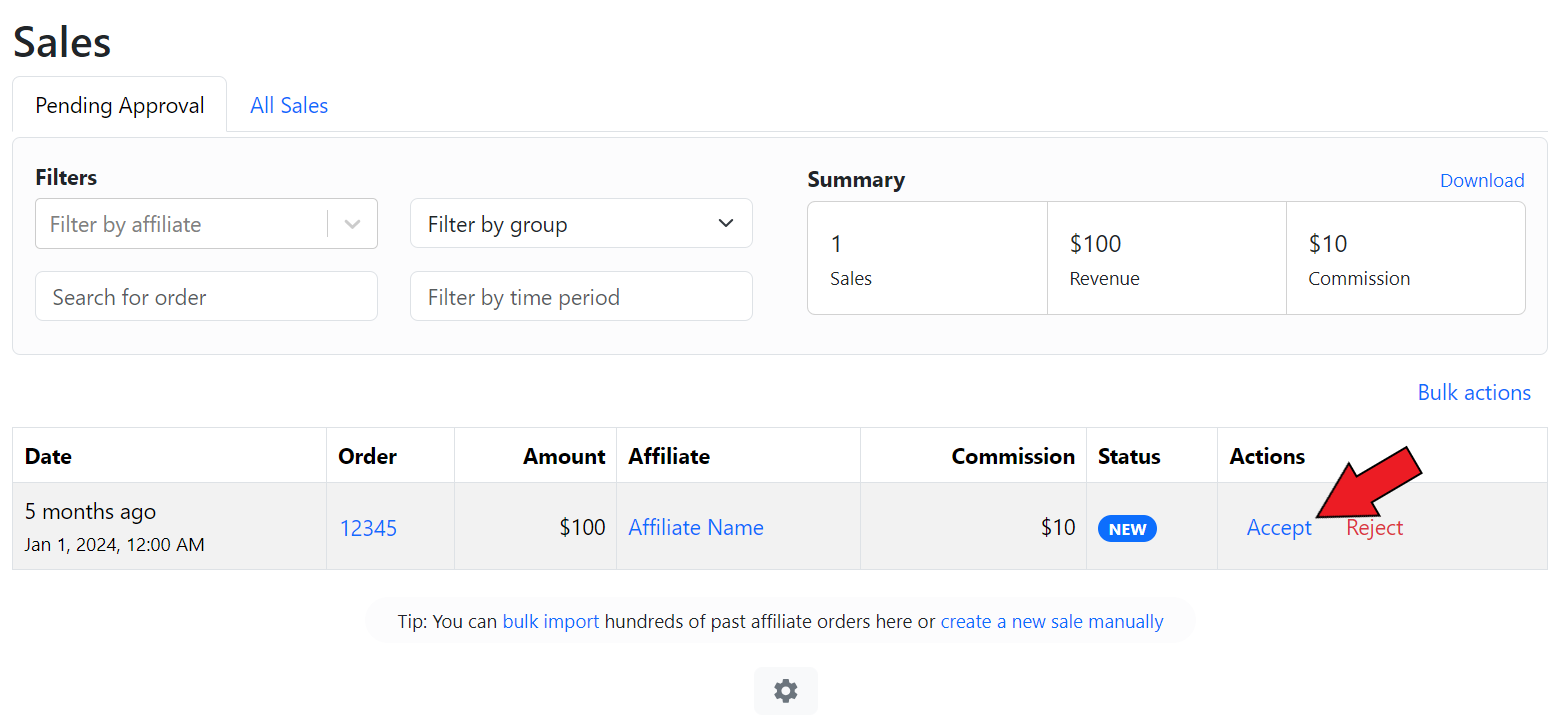 Sales
Pending Approval All Sales
Filters
Filter by affiliate Filter by group
Search for order Filter by time period
Summary Download
1 $100 $10
Sales Revenue Commission
Bulk actions
Date Order Amount Affiliate Commission Status Actions
5 months ago
Jan 1, 2024, 12:00 AM 12345 $100 Affiliate Name $10 NEW Accept Reject
Tip: You can bulk import hundreds of past affiliate orders here or create a new sale manually